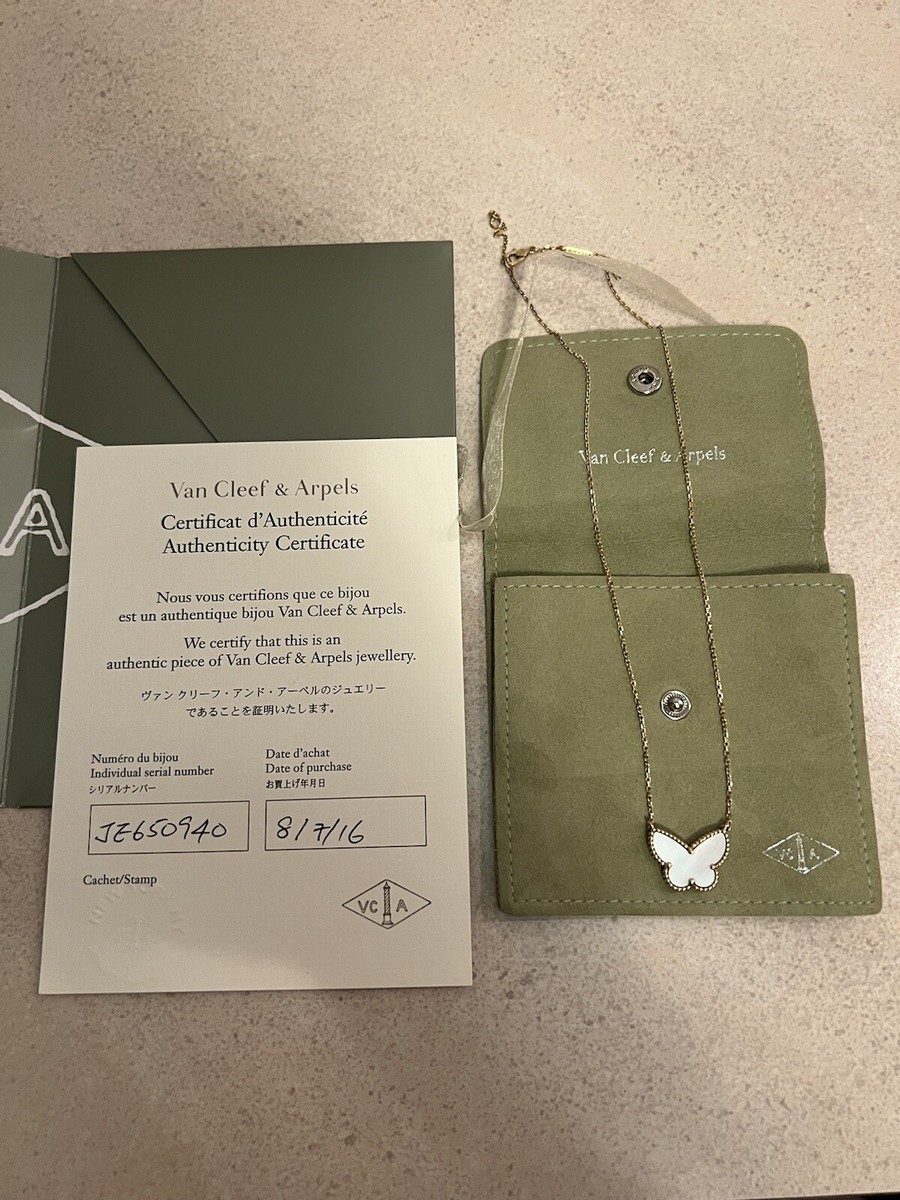 A
Van Cleef & Arpels
Certificat d'Authenticité
Authenticity Certificate
Nous vous certifions que ce bijou
est un authentique bijou Van Cleef & Arpels.
We certify that this is an
authentic piece of Van Cleef & Arpels jewellery.
ヴァン クリーフ・アンド・アーペルのジュエリー
であることを証明いたします。
Numéro du bijou
Individual serial number
シリアルナンバー
JE650940
Date d'achat
Date of purchase
お買上げ年月日
8/7/16
Cachet/Stamp
VC A
Van Cleef & Arpels
VC A